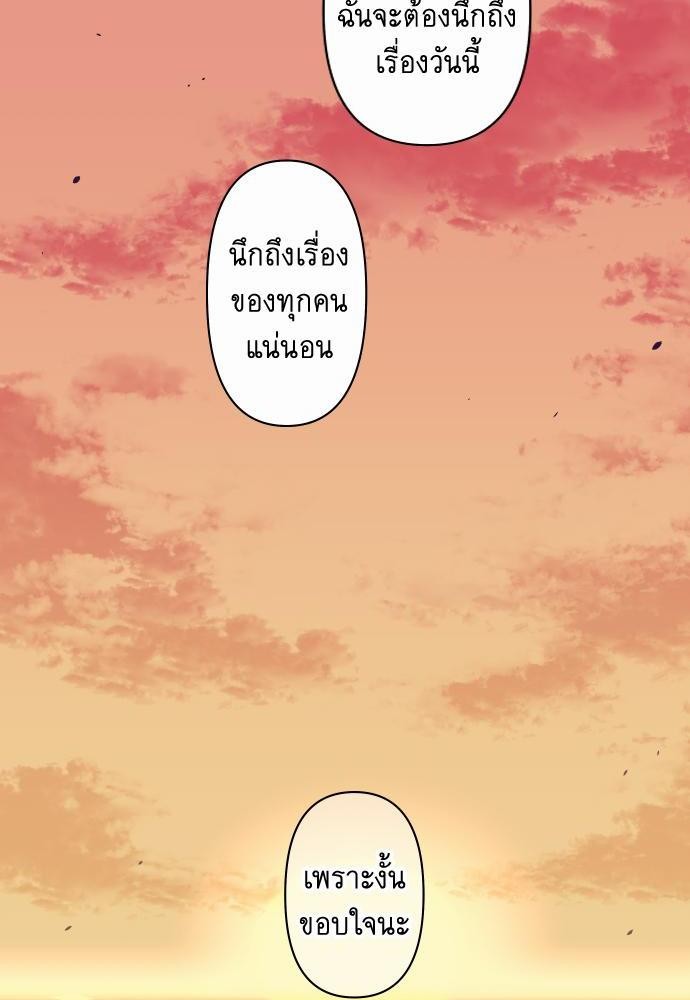 ฉันจะต้องนึกถึง
เรื่องวันนี้
นึกถึงเรื่อง
ของทุกคน
แน่นอน
เพราะงั้น
ขอบใจนะ